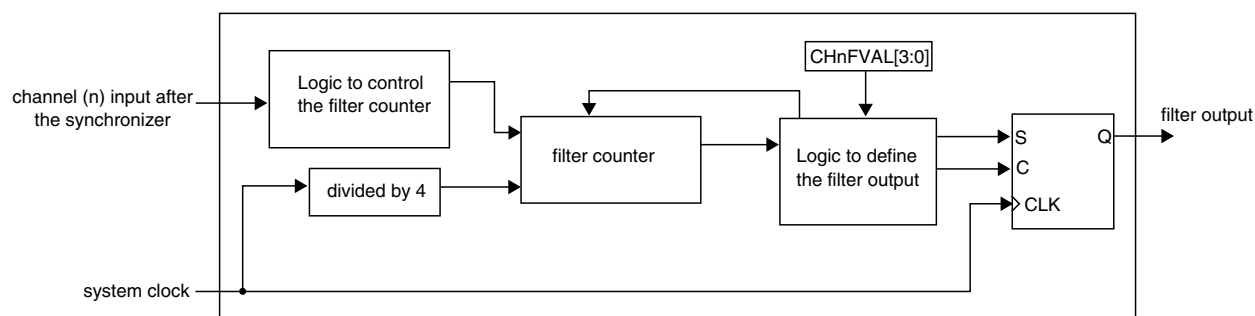 CHnFVAL[3:0]
Logic to control
the filter counter
channel (n) input after
the synchronizer
filter output
S
Q
filter counter
Logic to define
the filter output
C
divided by 4
CLK
system clock